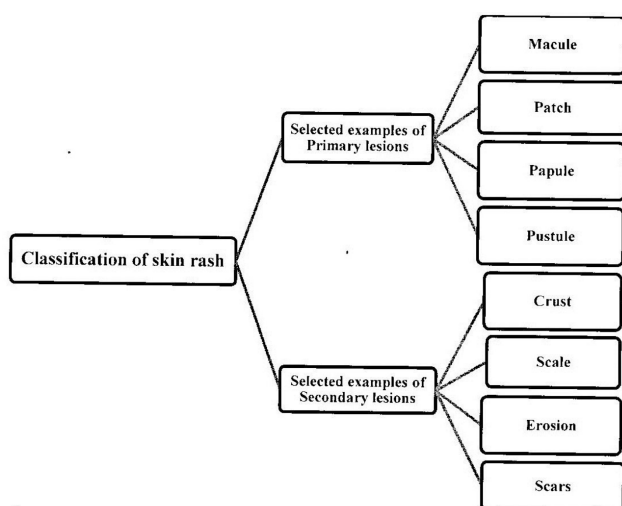 Macule
Patch
Selected examples of
Primary lesions
Papule
Pustule
Classification of skin rash
Crust
Scale
Selected examples of
Secondary lesions
Erosion
Scars